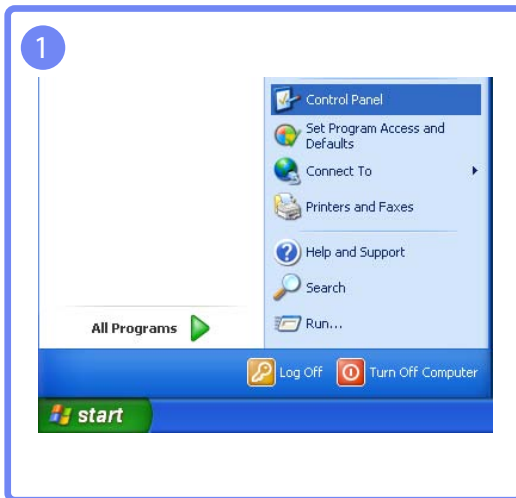 1
Control Panel
Set Program Access and
Defaults
Connect To
Printers and Faxes
Help and Support
Search
Run...
All Programs
Log Off
Turn Off Computer
start